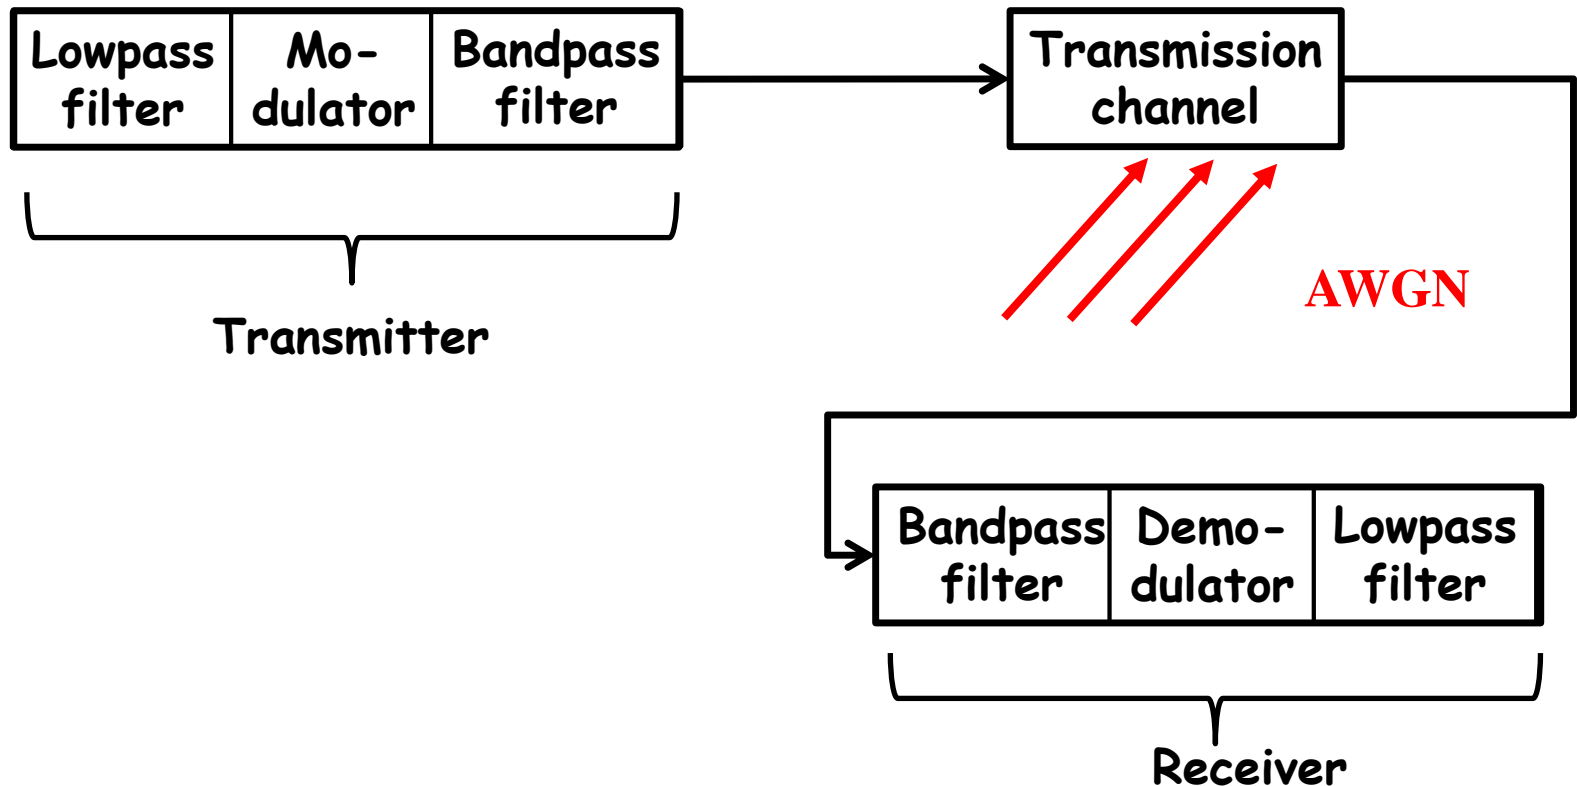 Lowpass
filter
Mo-
dulator
Bandpass
filter
Transmission
channel
Transmitter
AWGN
Bandpass
filter
Demo-
dulator
Lowpass
filter
Receiver